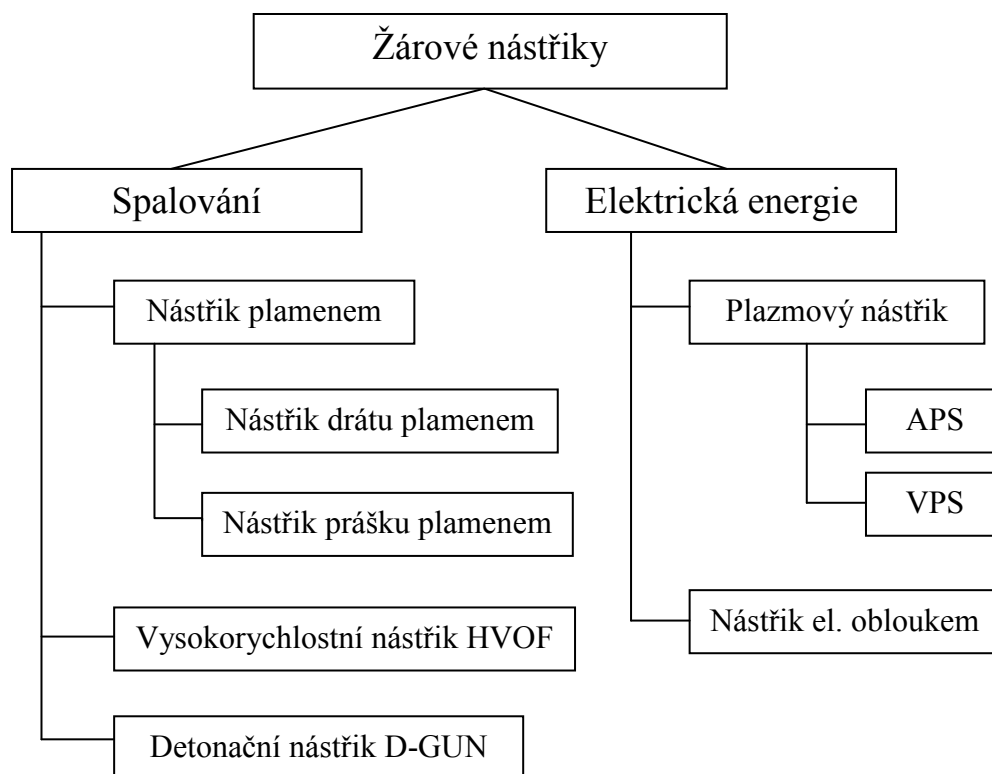 Žárové nástřiky
Spalování
Elektrická energie
Nástřik plamenem
Plazmový nástřik
Nástřik drátu plamenem
APS
Nástřik prášku plamenem
VPS
Vysokorychlostní nástřik HVOF
Nástřik el. obloukem
Detonační nástřik D-GUN